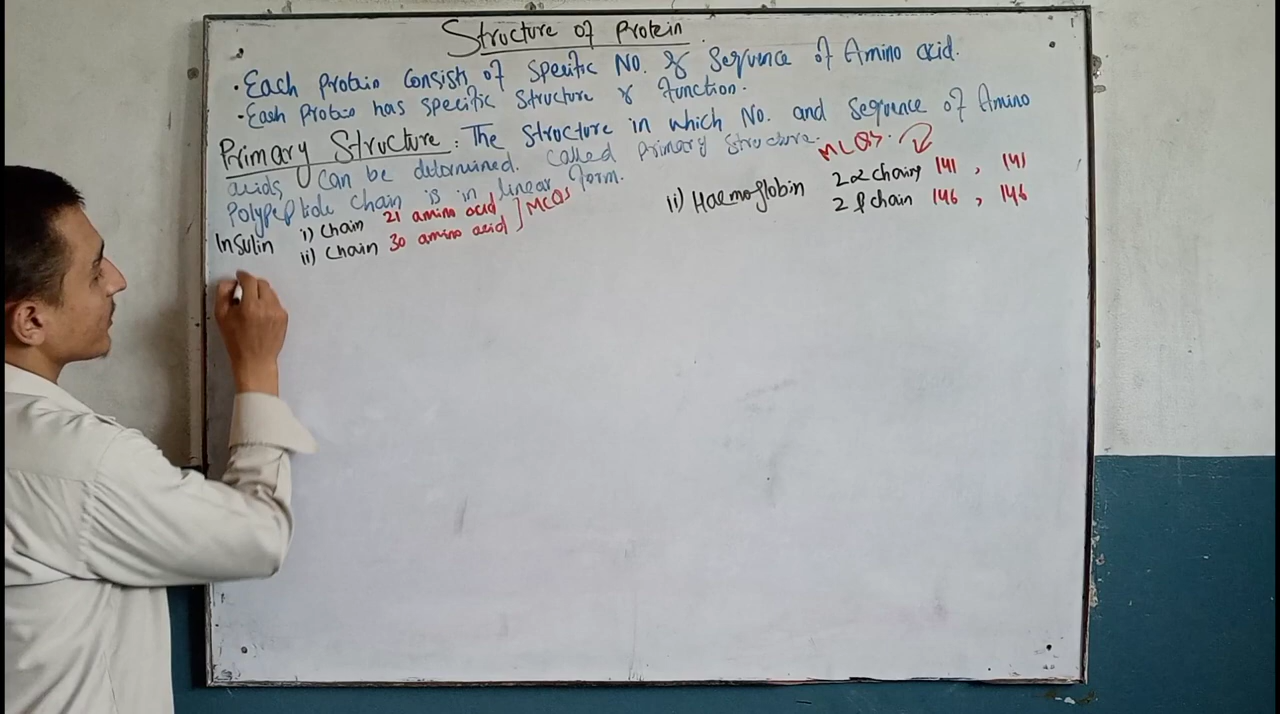 Structure of Protein
• Each Protein Consist of Specific No. & Sequence of Amino acid.
• Each Protein has specific Structure & Function.
Primary Structure: The Structure in which No. and Sequence of Amino
acids, can be determined. Called Primary Structure.
Polypeptide chain is in linear form.
Insulin i) Chain 21 amino acid
ii) Chain 30 amino acid ] MCQS
MCQS.
ii) Haemoglobin 2 α chains 141 , 141
2 β chain 146 , 146